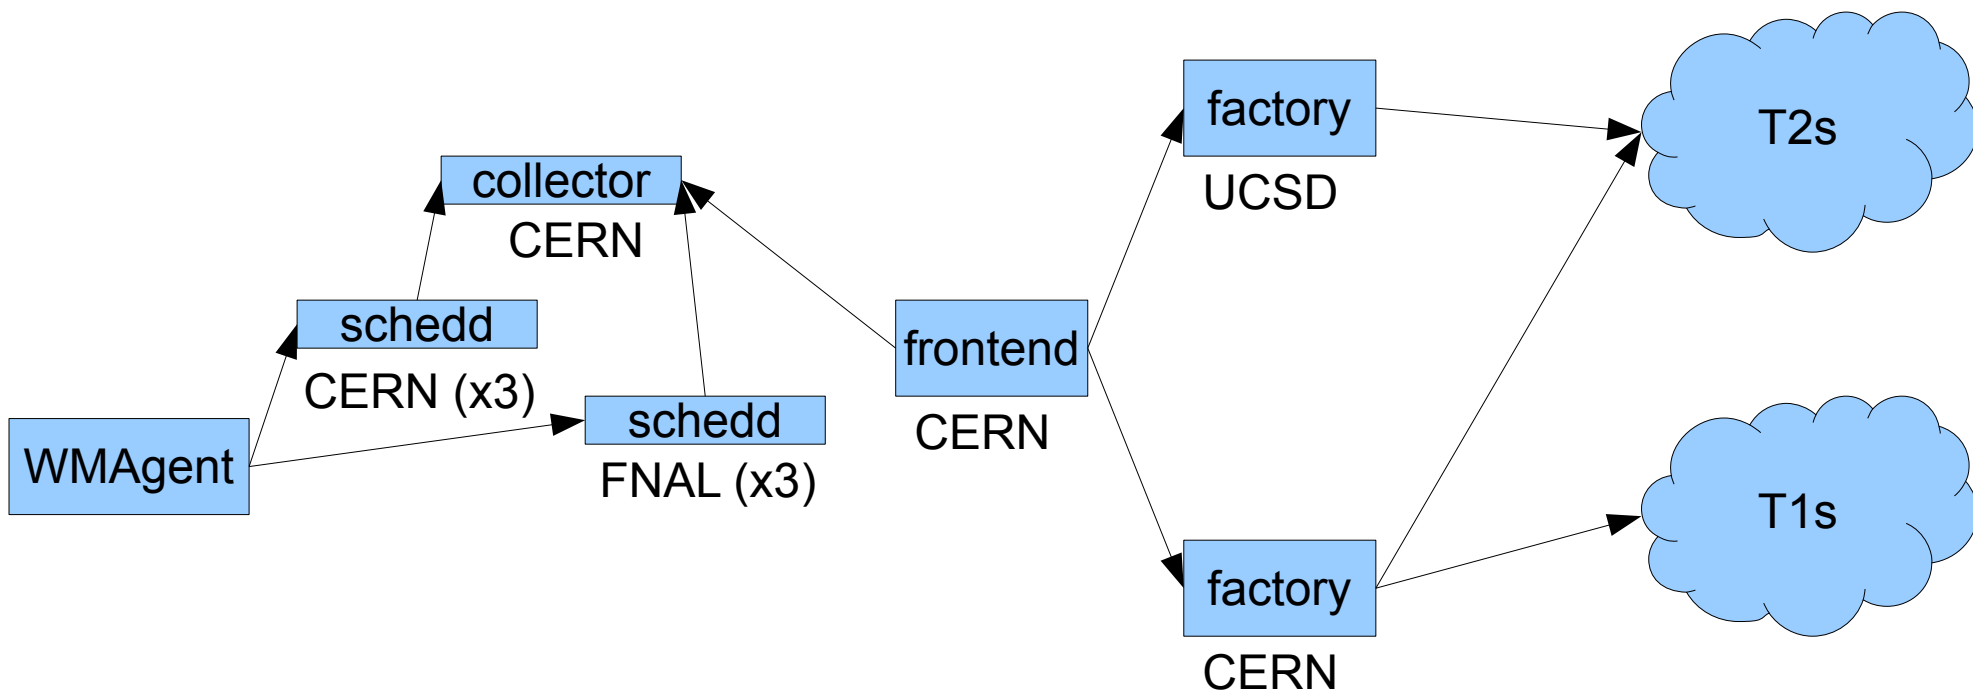 WMAgent
schedd
CERN (x3)
schedd
FNAL (x3)
collector
CERN
frontend
CERN
factory
UCSD
factory
CERN
T2s
T1s